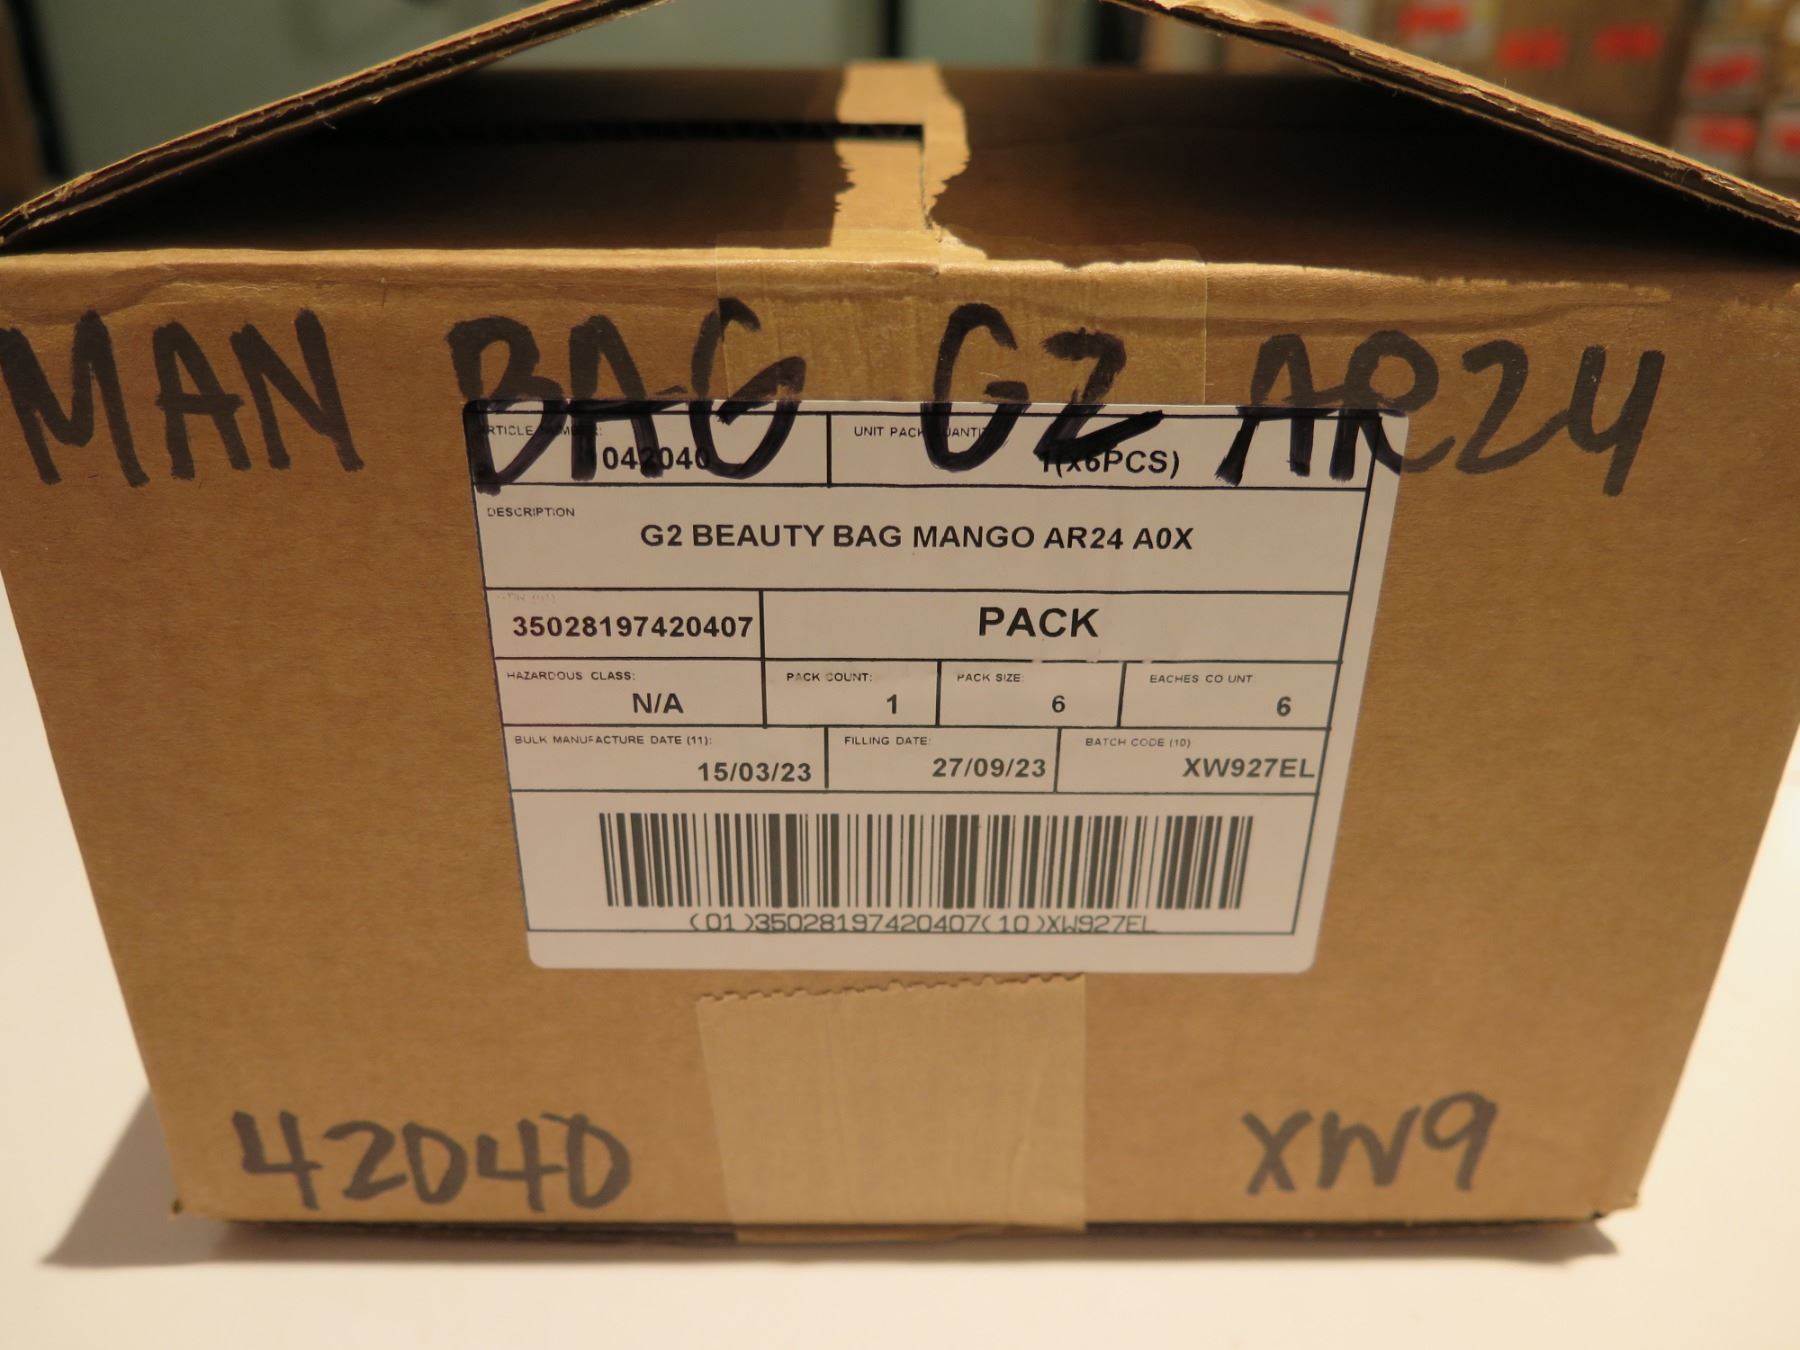 MAN BAG G2 AR24
ARTICLE NUMBER:
1042040
UNIT PACK QUANTITY
1(x6PCS)
DESCRIPTION
G2 BEAUTY BAG MANGO AR24 A0X
35028197420407
PACK
HAZARDOUS CLASS:
N/A
PACK COUNT:
1
PACK SIZE:
6
EACHES COUNT
6
BULK MANUFACTURE DATE (11):
15/03/23
FILLING DATE:
27/09/23
BATCH CODE (10)
XW927EL
(01)35028197420407(10)XW927EL
42040
XW9